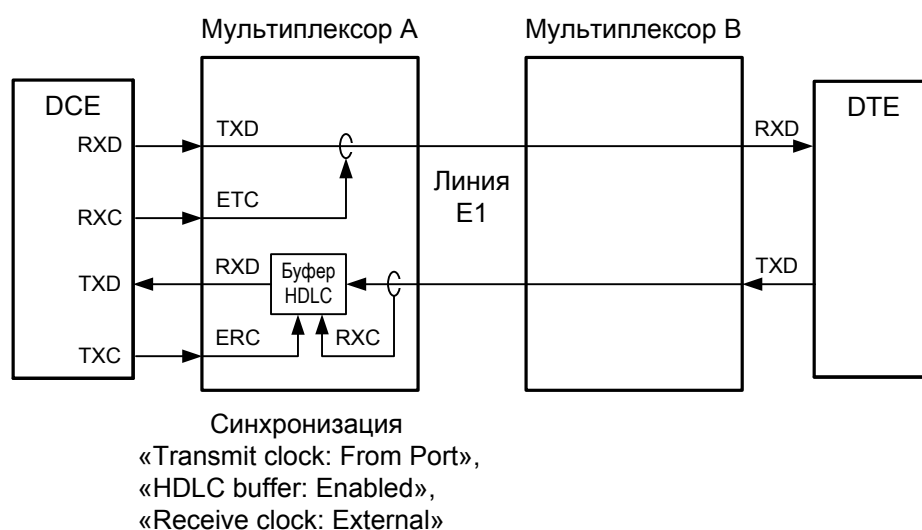 Мультиплексор А
Мультиплексор В
DCE
DTE
RXD
TXD
RXD
Линия
E1
RXC
ETC
TXD
RXD
Буфер
HDLC
TXD
TXC
ERC
RXC
Синхронизация
«Transmit clock: From Port»,
«HDLC buffer: Enabled»,
«Receive clock: External»